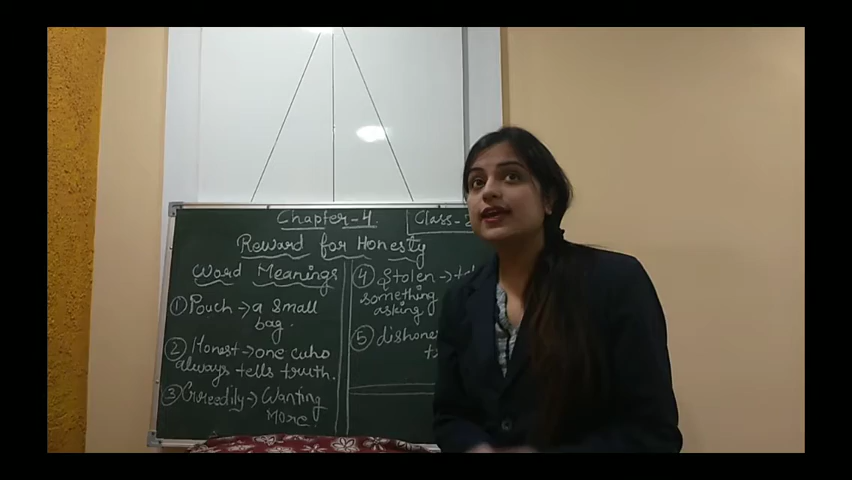 Chapter-4.
Class-2
Reward for Honesty
Word Meanings
① Pouch → a small
bag.
② Honest → one who
always tells truth.
③ Greedily → Wanting
More.
④ Stolen →
something
asking
⑤